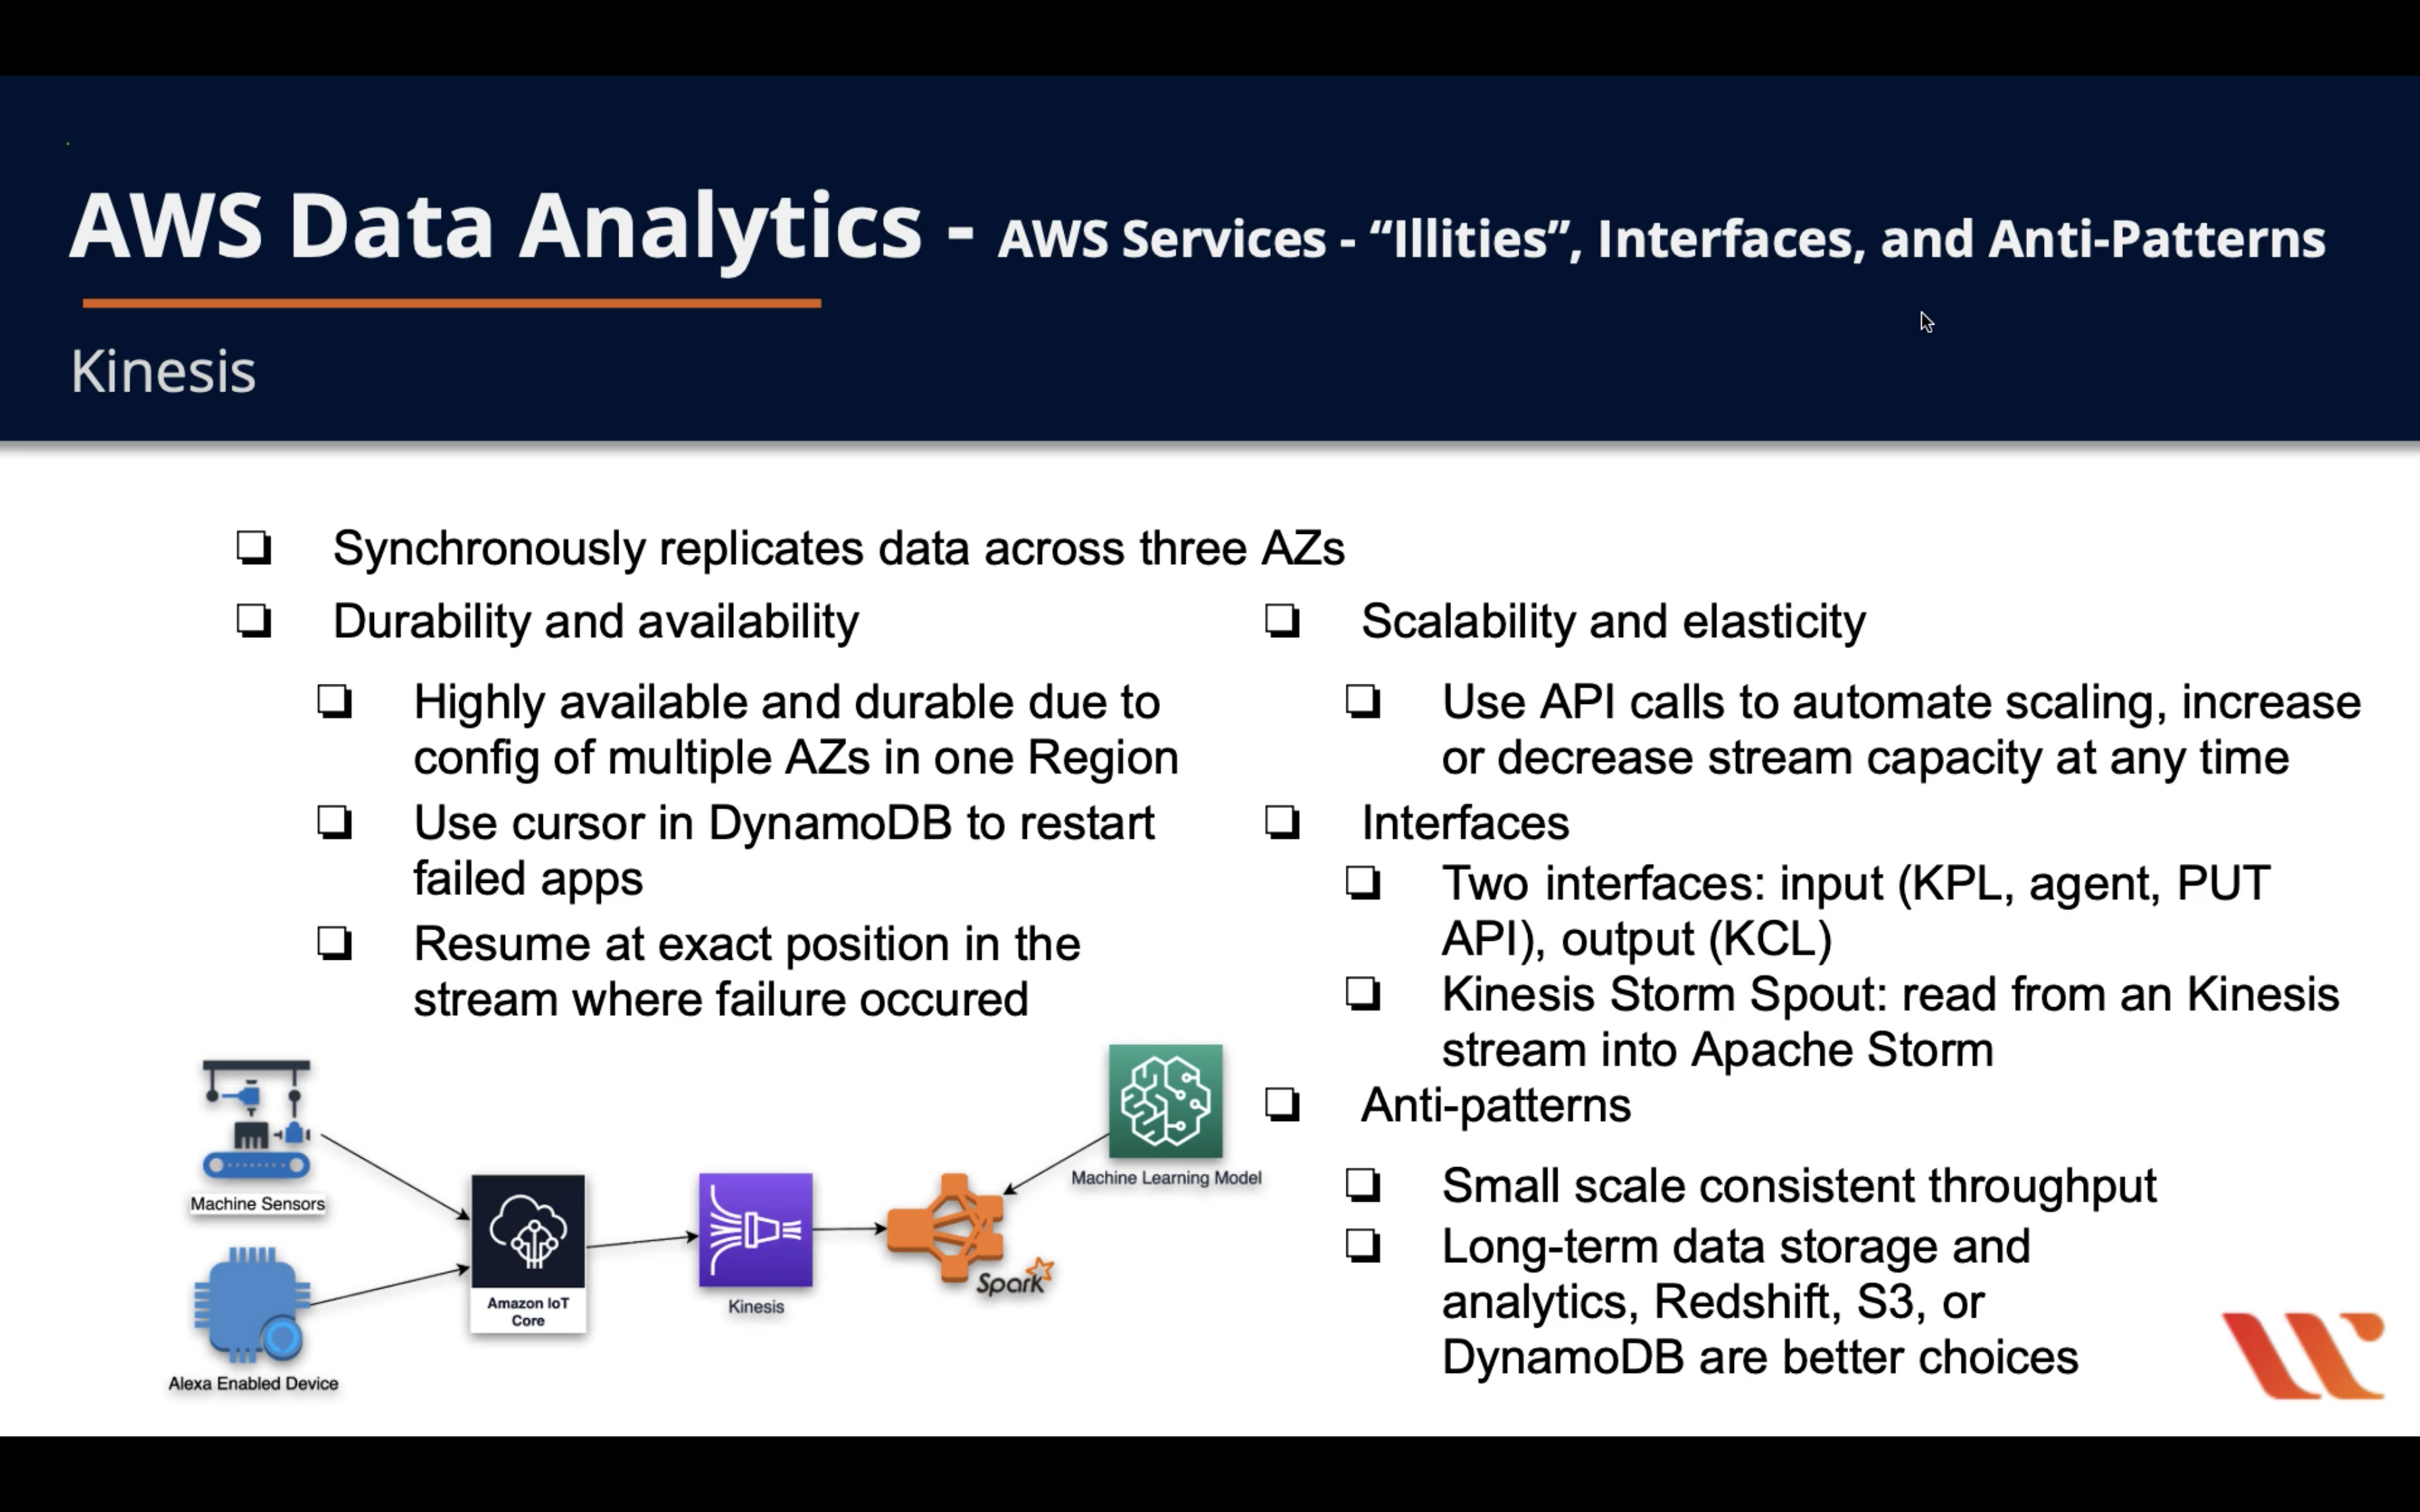 AWS Data Analytics - AWS Services - “Illities”, Interfaces, and Anti-Patterns
Kinesis
Synchronously replicates data across three AZs
Durability and availability
Highly available and durable due to
config of multiple AZs in one Region
Use cursor in DynamoDB to restart
failed apps
Resume at exact position in the
stream where failure occured
Scalability and elasticity
Use API calls to automate scaling, increase
or decrease stream capacity at any time
Interfaces
Two interfaces: input (KPL, agent, PUT
API), output (KCL)
Kinesis Storm Spout: read from an Kinesis
stream into Apache Storm
Anti-patterns
Small scale consistent throughput
Long-term data storage and
analytics, Redshift, S3, or
DynamoDB are better choices
Machine Sensors
Alexa Enabled Device
Amazon IoT
Core
Kinesis
Spark
Machine Learning Model